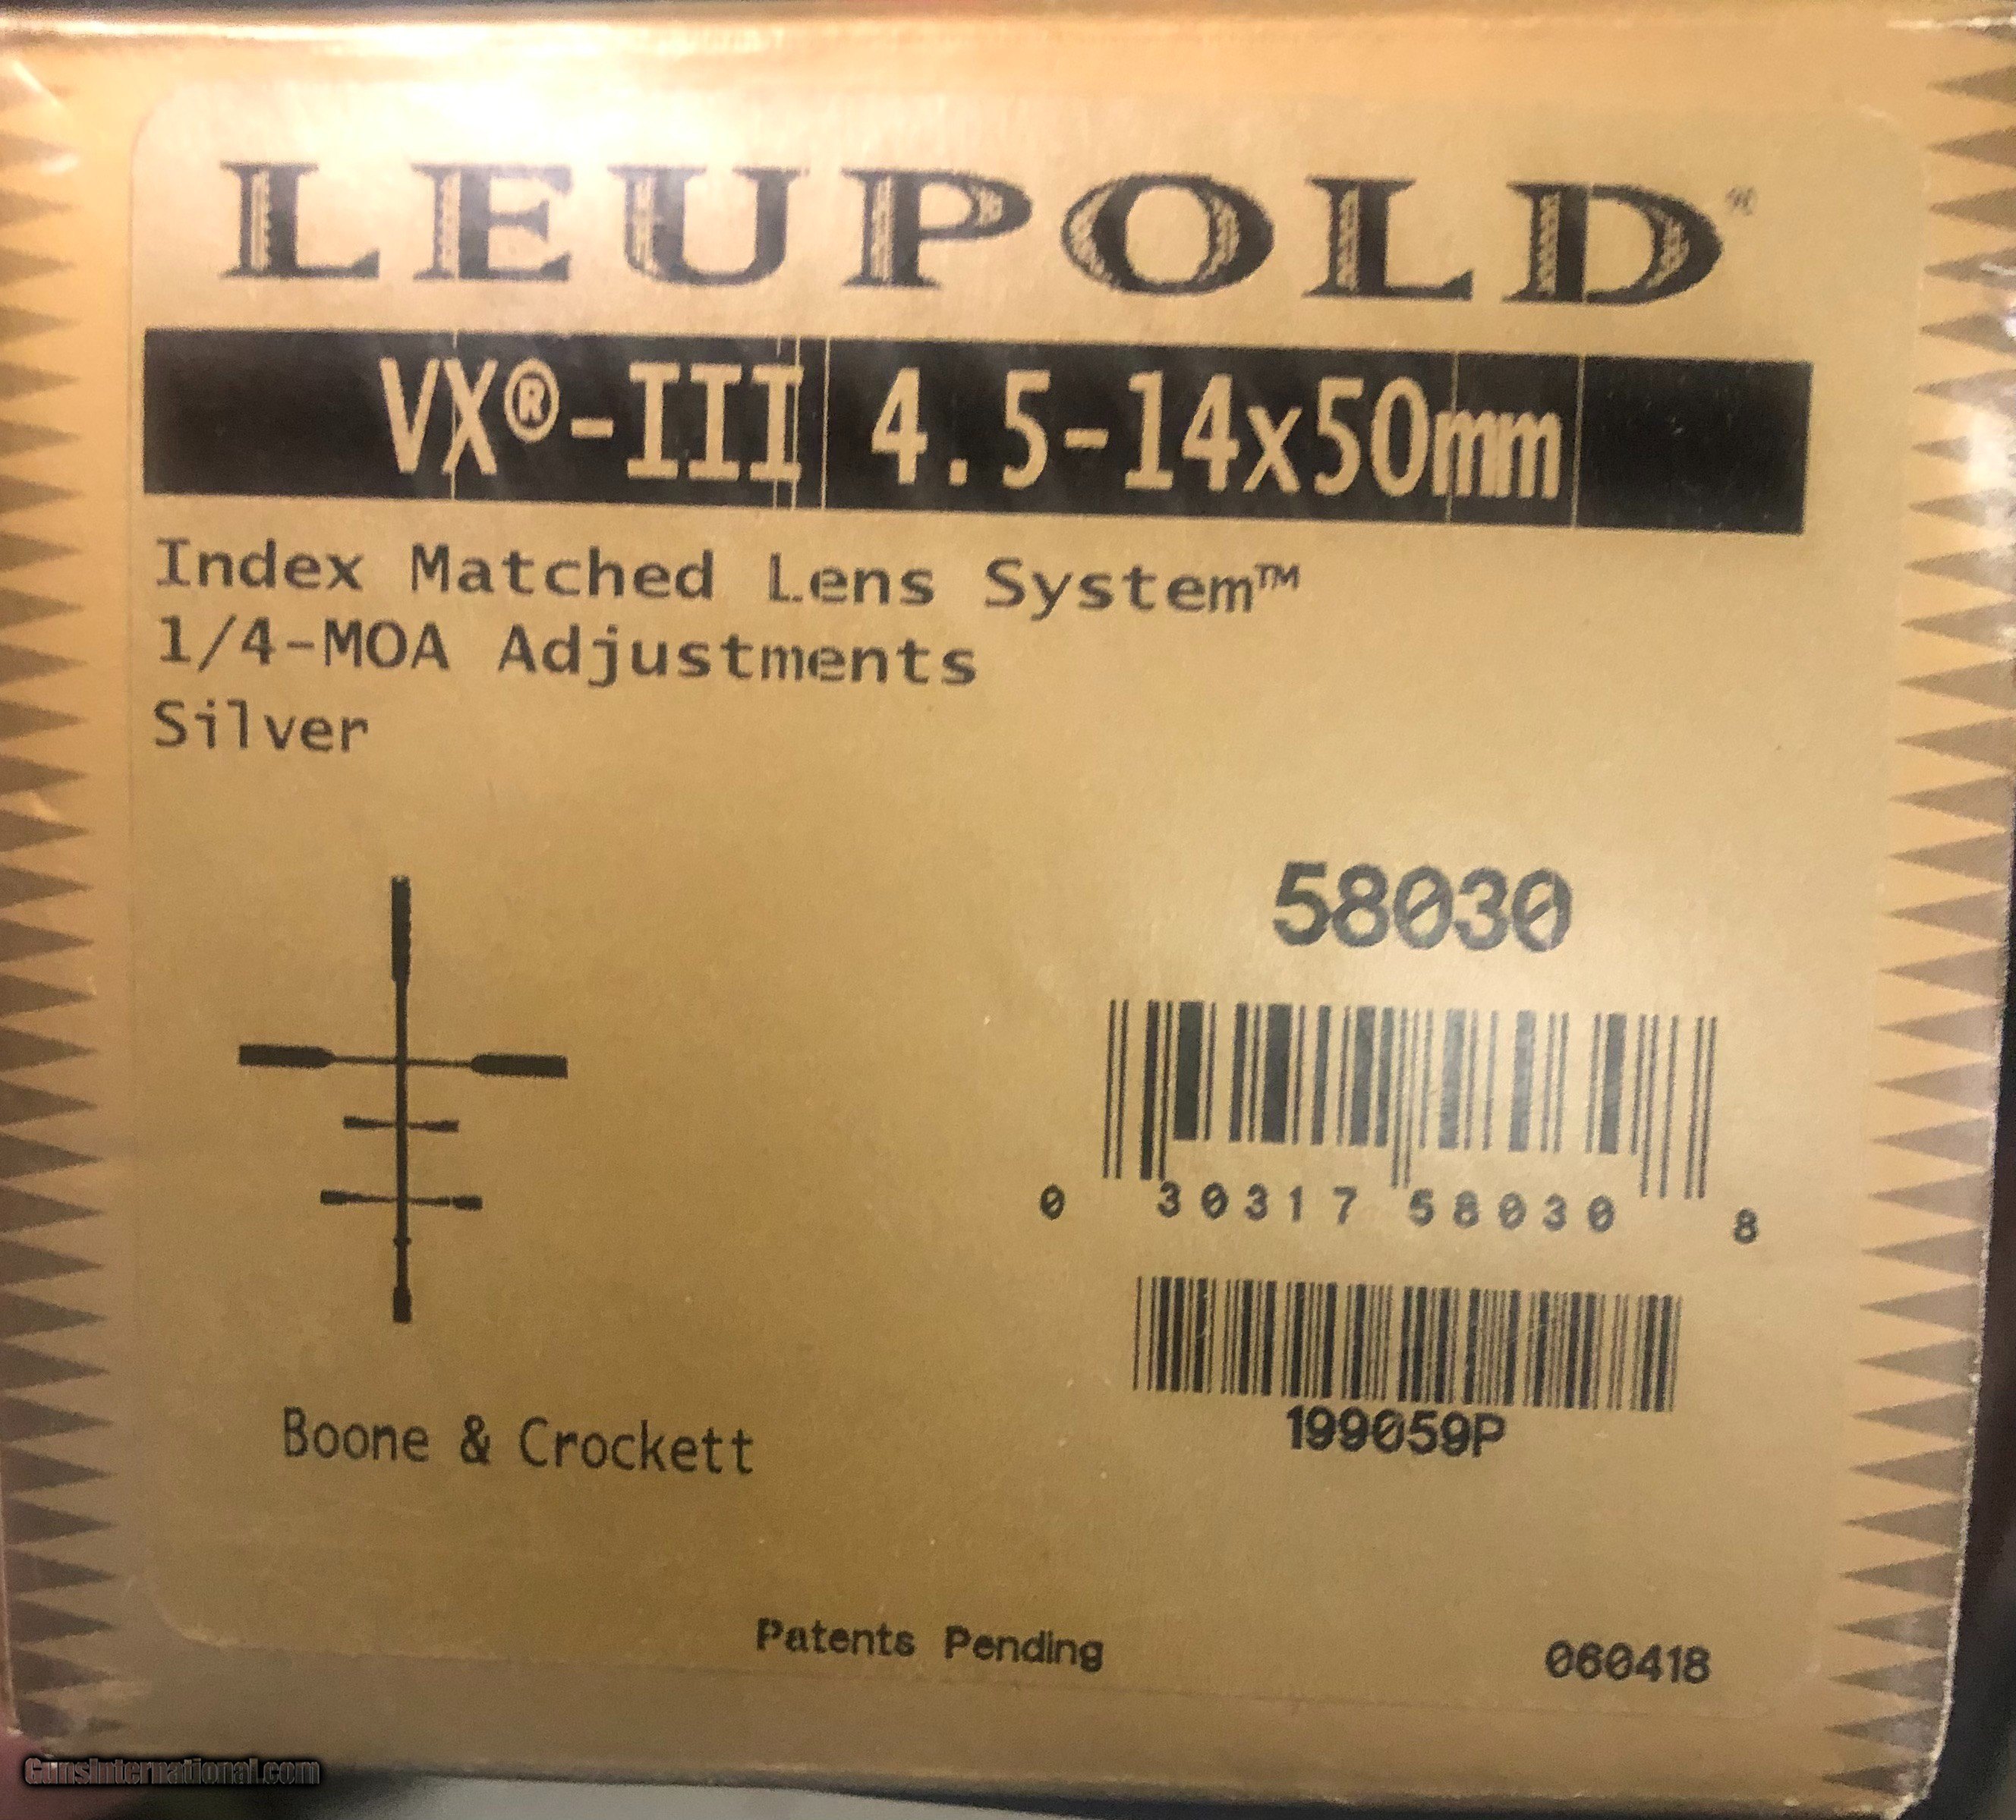 LEUPOLD®
VX®-III 4.5-14x50mm
Index Matched Lens System™
1/4-MOA Adjustments
Silver
58030
0 30317 58030 8
199059P
Boone & Crockett
Patents Pending
060418
GunsInternational.com